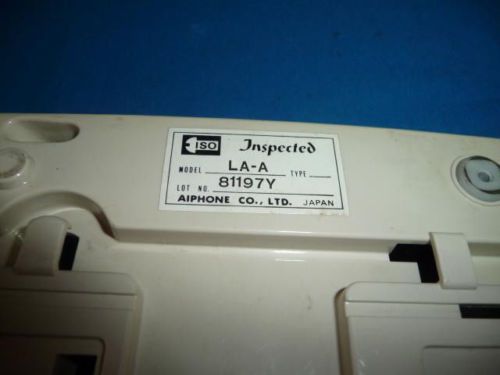 ISO Inspected
MODEL LA-A TYPE
LOT NO. 81197Y
AIPHONE CO., LTD. JAPAN